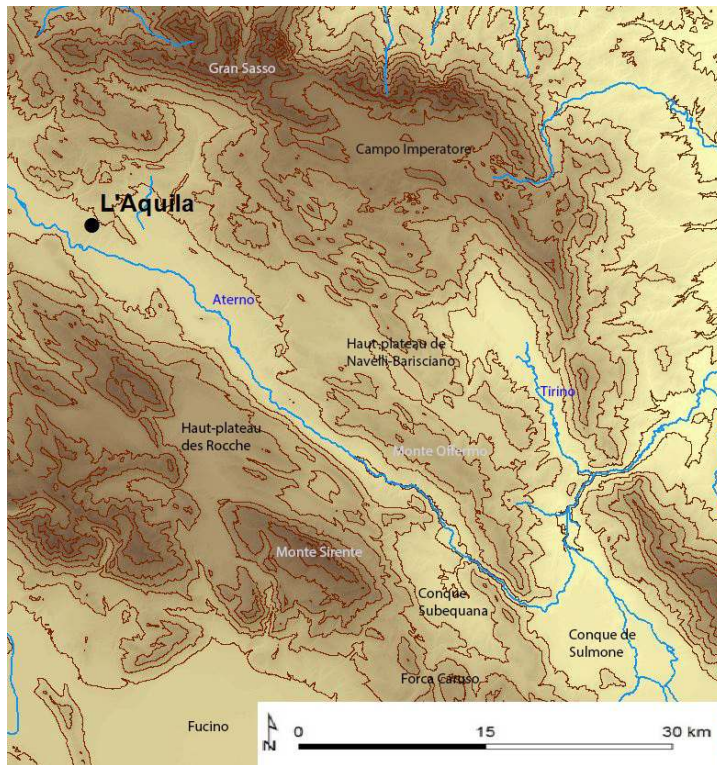 Gran Sasso
Campo Imperatore
L'Aquila
Aterno
Haut-plateau de
Navelli-Barisciano
Tirino
Haut-plateau
des Rocche
Monte Offermo
Monte Sirente
Conque
Subequana
Conque de
Sulmone
Forca Caruso
Fucino
N
0 15 30 km